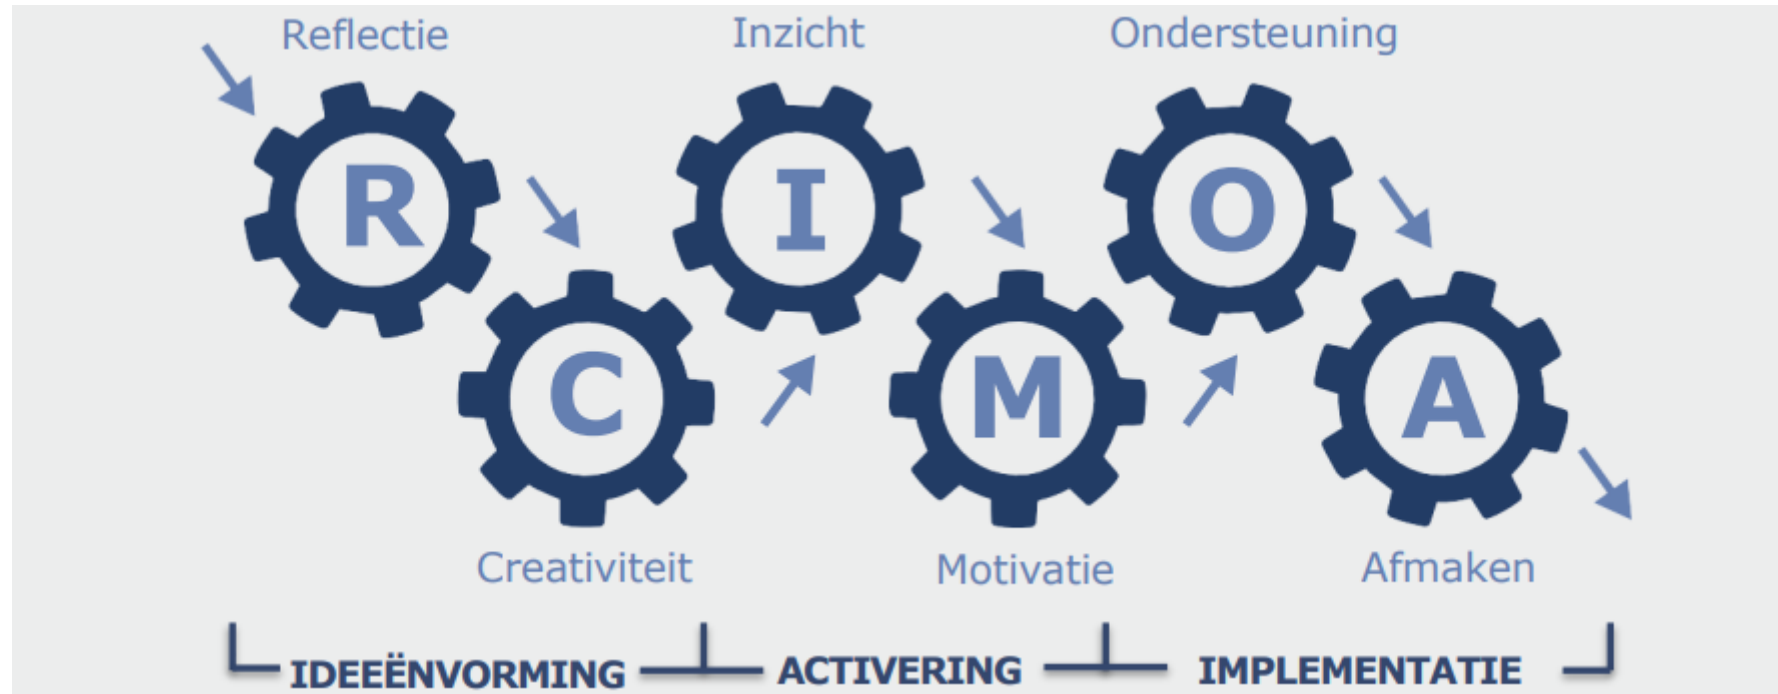 Reflectie
Inzicht
Ondersteuning
R
I
O
C
M
A
Creativiteit
Motivatie
Afmaken
IDEEËNVORMING
ACTIVERING
IMPLEMENTATIE